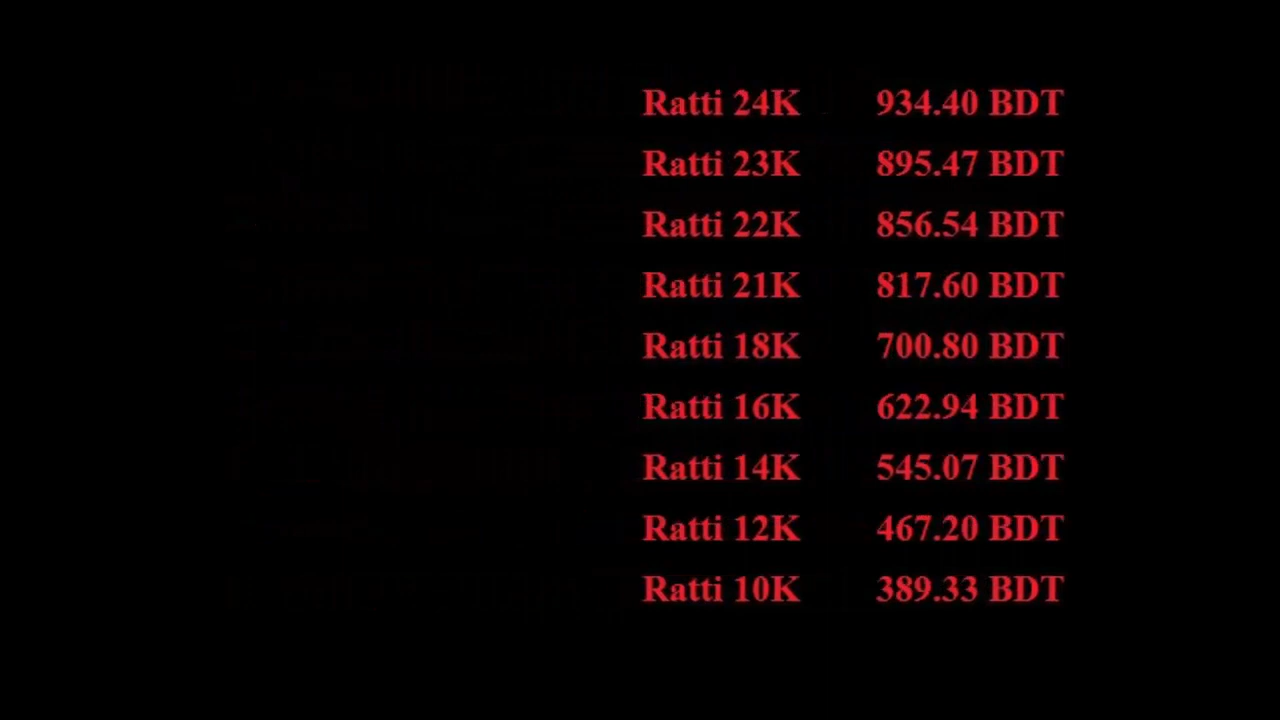 Ratti 24K 934.40 BDT
Ratti 23K 895.47 BDT
Ratti 22K 856.54 BDT
Ratti 21K 817.60 BDT
Ratti 18K 700.80 BDT
Ratti 16K 622.94 BDT
Ratti 14K 545.07 BDT
Ratti 12K 467.20 BDT
Ratti 10K 389.33 BDT